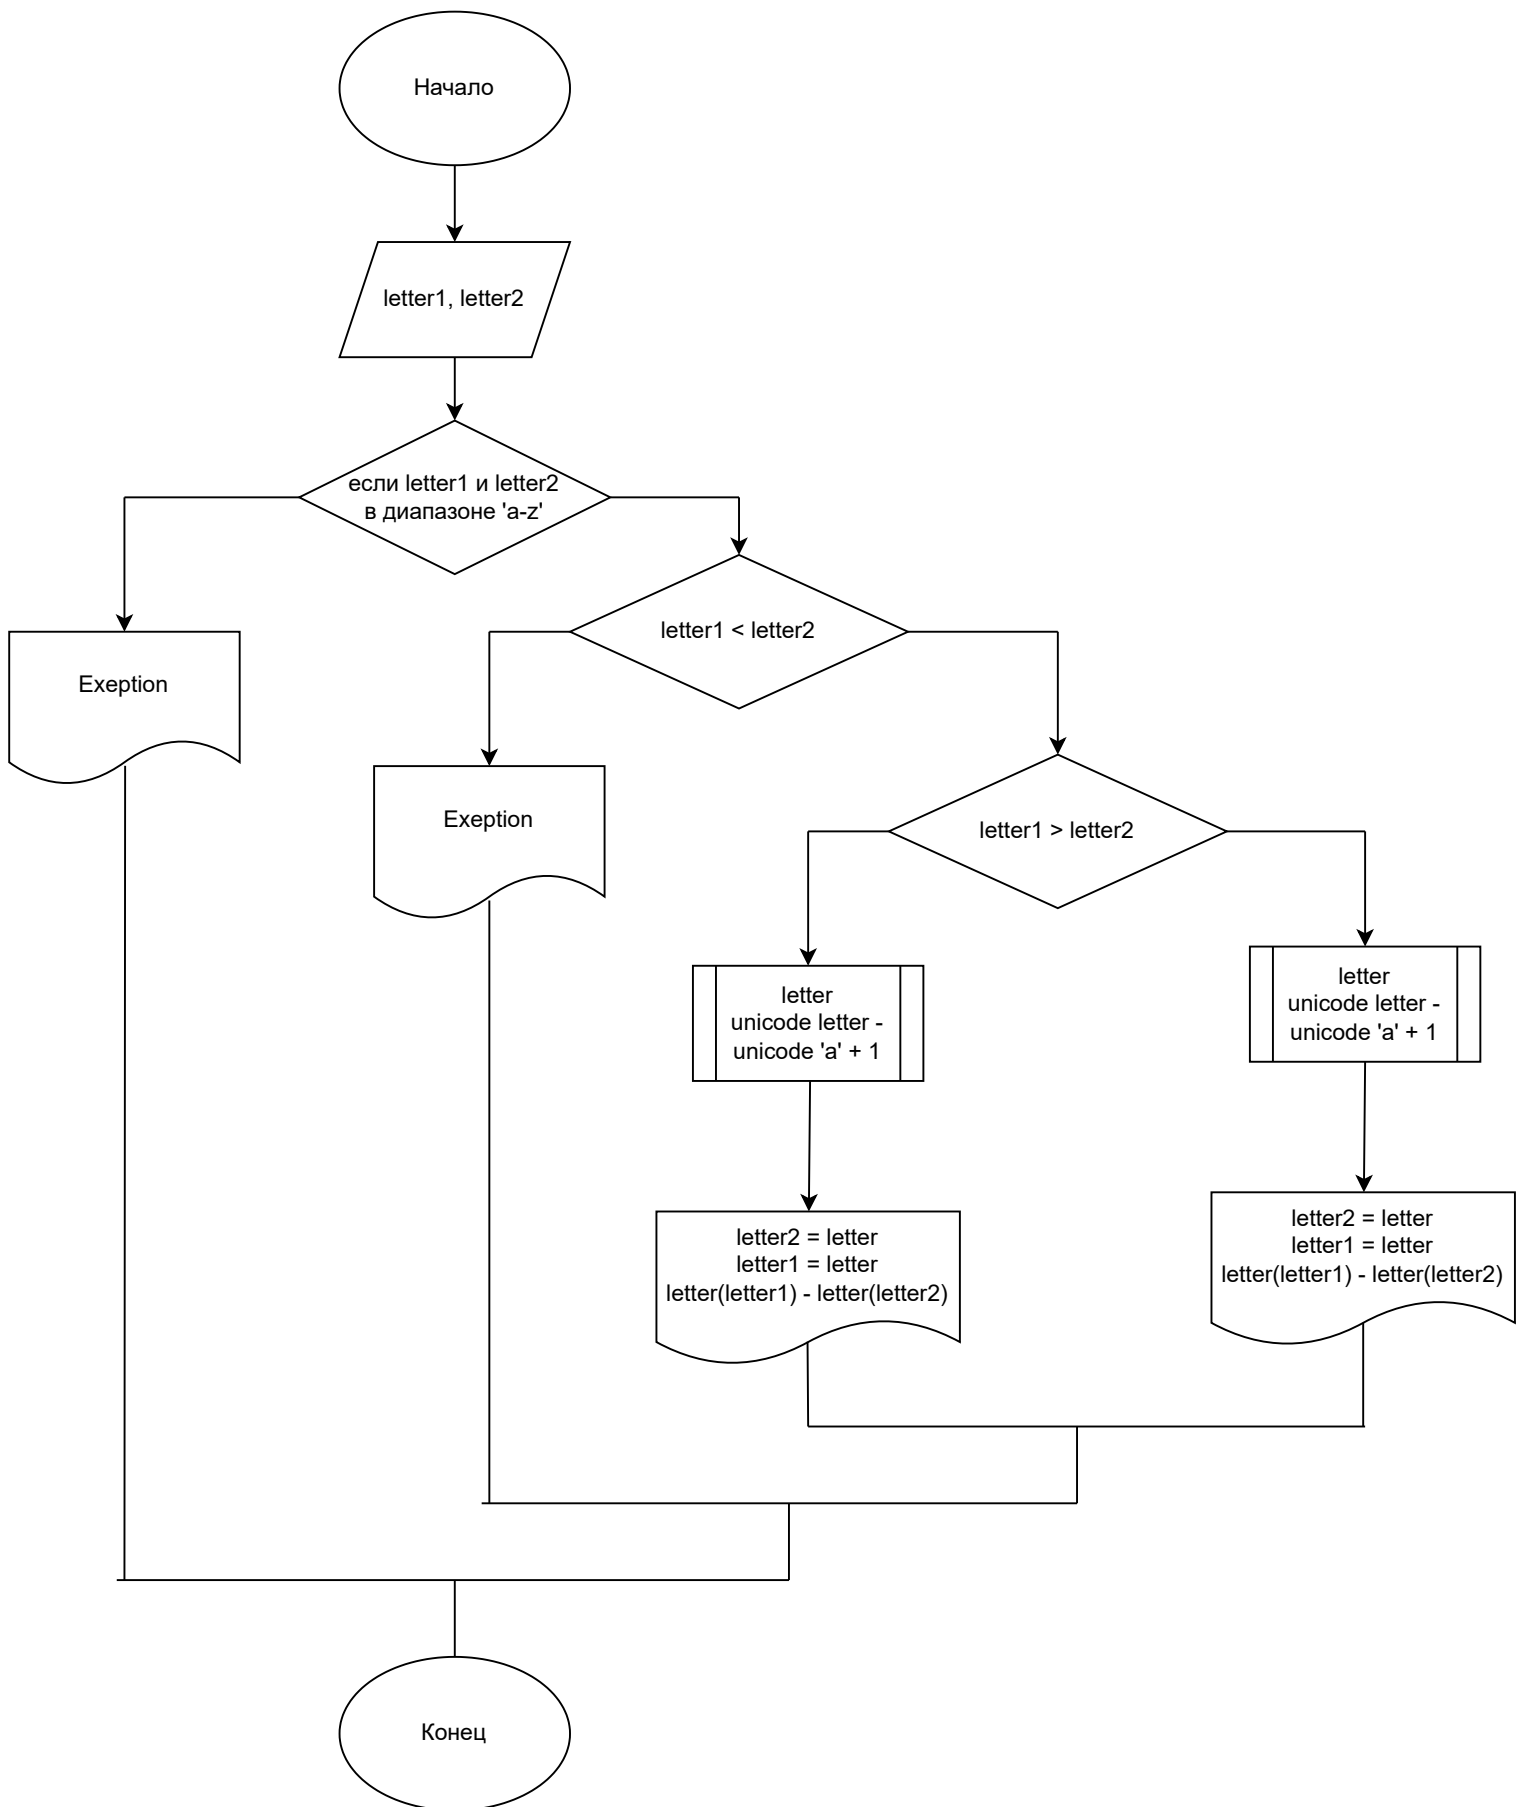 Начало
letter1, letter2
если letter1 и letter2
в диапазоне 'a-z'
letter1 < letter2
Exeption
Exeption
letter1 > letter2
letter
unicode letter -
unicode 'a' + 1
letter
unicode letter -
unicode 'a' + 1
letter2 = letter
letter1 = letter
letter(letter1) - letter(letter2)
letter2 = letter
letter1 = letter
letter(letter1) - letter(letter2)
Конец